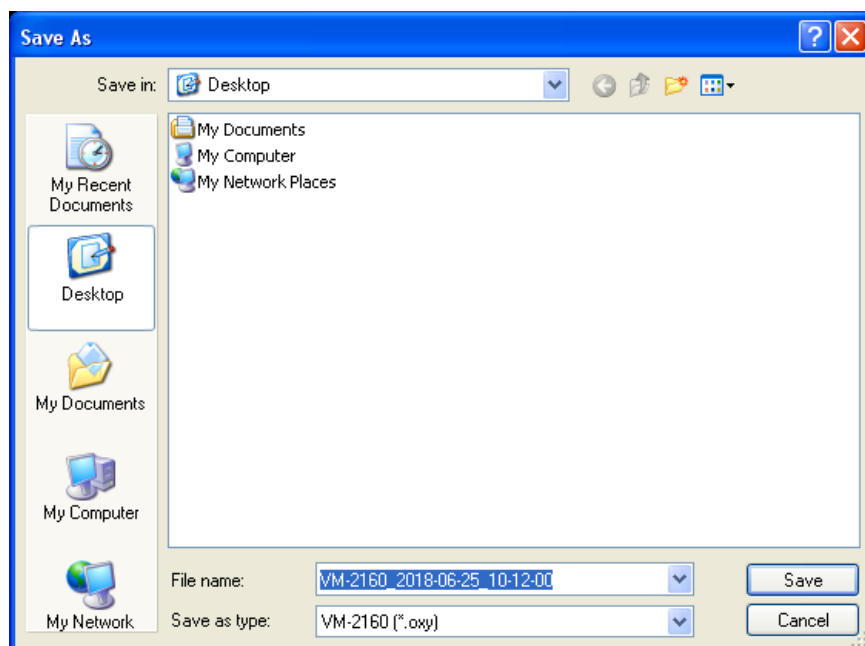 Save As
Save in:
Desktop
My Recent
Documents
Desktop
My Documents
My Computer
My Network
My Documents
My Computer
My Network Places
File name:
VM-2160_2018-06-25_10-12-00
Save
Save as type:
VM-2160 (*.oxy)
Cancel